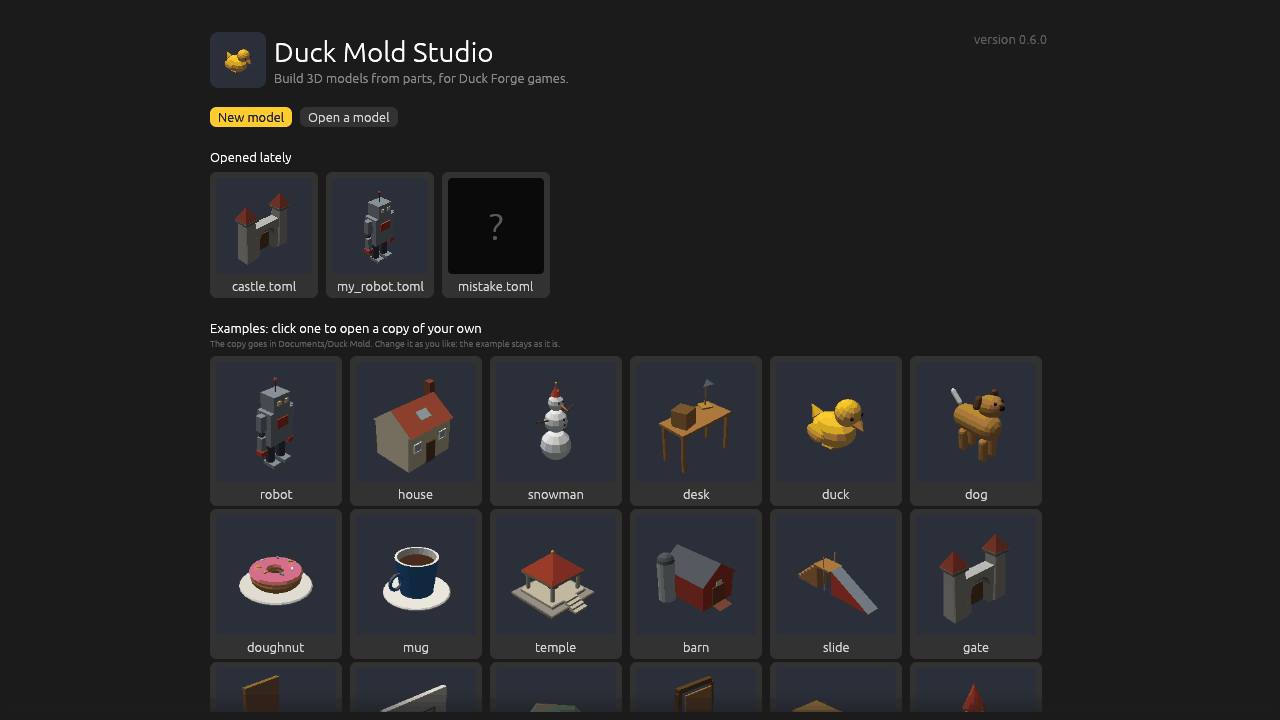 Duck Mold Studio
version 0.6.0
Build 3D models from parts, for Duck Forge games.
New model
Open a model
Opened lately
?
castle.toml
my_robot.toml
mistake.toml
Examples: click one to open a copy of your own
The copy goes in Documents/Duck Mold. Change it as you like: the example stays as it is.
robot
house
snowman
desk
duck
dog
doughnut
mug
temple
barn
slide
gate